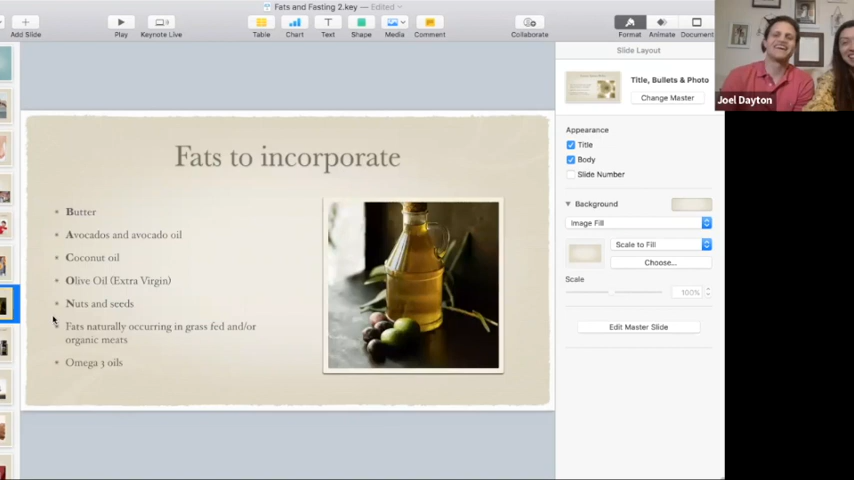 Fats and Fasting 2.key — Edited
Add Slide
Play
Keynote Live
Table
Chart
Text
Shape
Media
Comment
Collaborate
Format
Animate
Document
Slide Layout
Title, Bullets & Photo
Change Master
Joel Dayton
Appearance
Title
Body
Slide Number
Background
Image Fill
Scale to Fill
Choose...
Scale
100%
Edit Master Slide
Fats to incorporate
Butter
Avocados and avocado oil
Coconut oil
Olive Oil (Extra Virgin)
Nuts and seeds
Fats naturally occurring in grass fed and/or
organic meats
Omega 3 oils